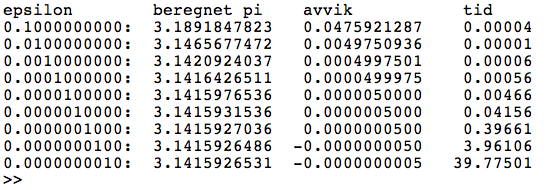 epsilon beregnet pi avvik tid
0.1000000000: 3.1891847823 0.0475921287 0.00004
0.0100000000: 3.1465677472 0.0049750936 0.00001
0.0010000000: 3.1420924037 0.0004997501 0.00006
0.0001000000: 3.1416426511 0.0000499975 0.00056
0.0000100000: 3.1415976536 0.0000050000 0.00466
0.0000010000: 3.1415931536 0.0000005000 0.04156
0.0000001000: 3.1415927036 0.0000000500 0.39661
0.0000000100: 3.1415926486 -0.0000000050 3.96106
0.0000000010: 3.1415926531 -0.0000000005 39.77501
>>